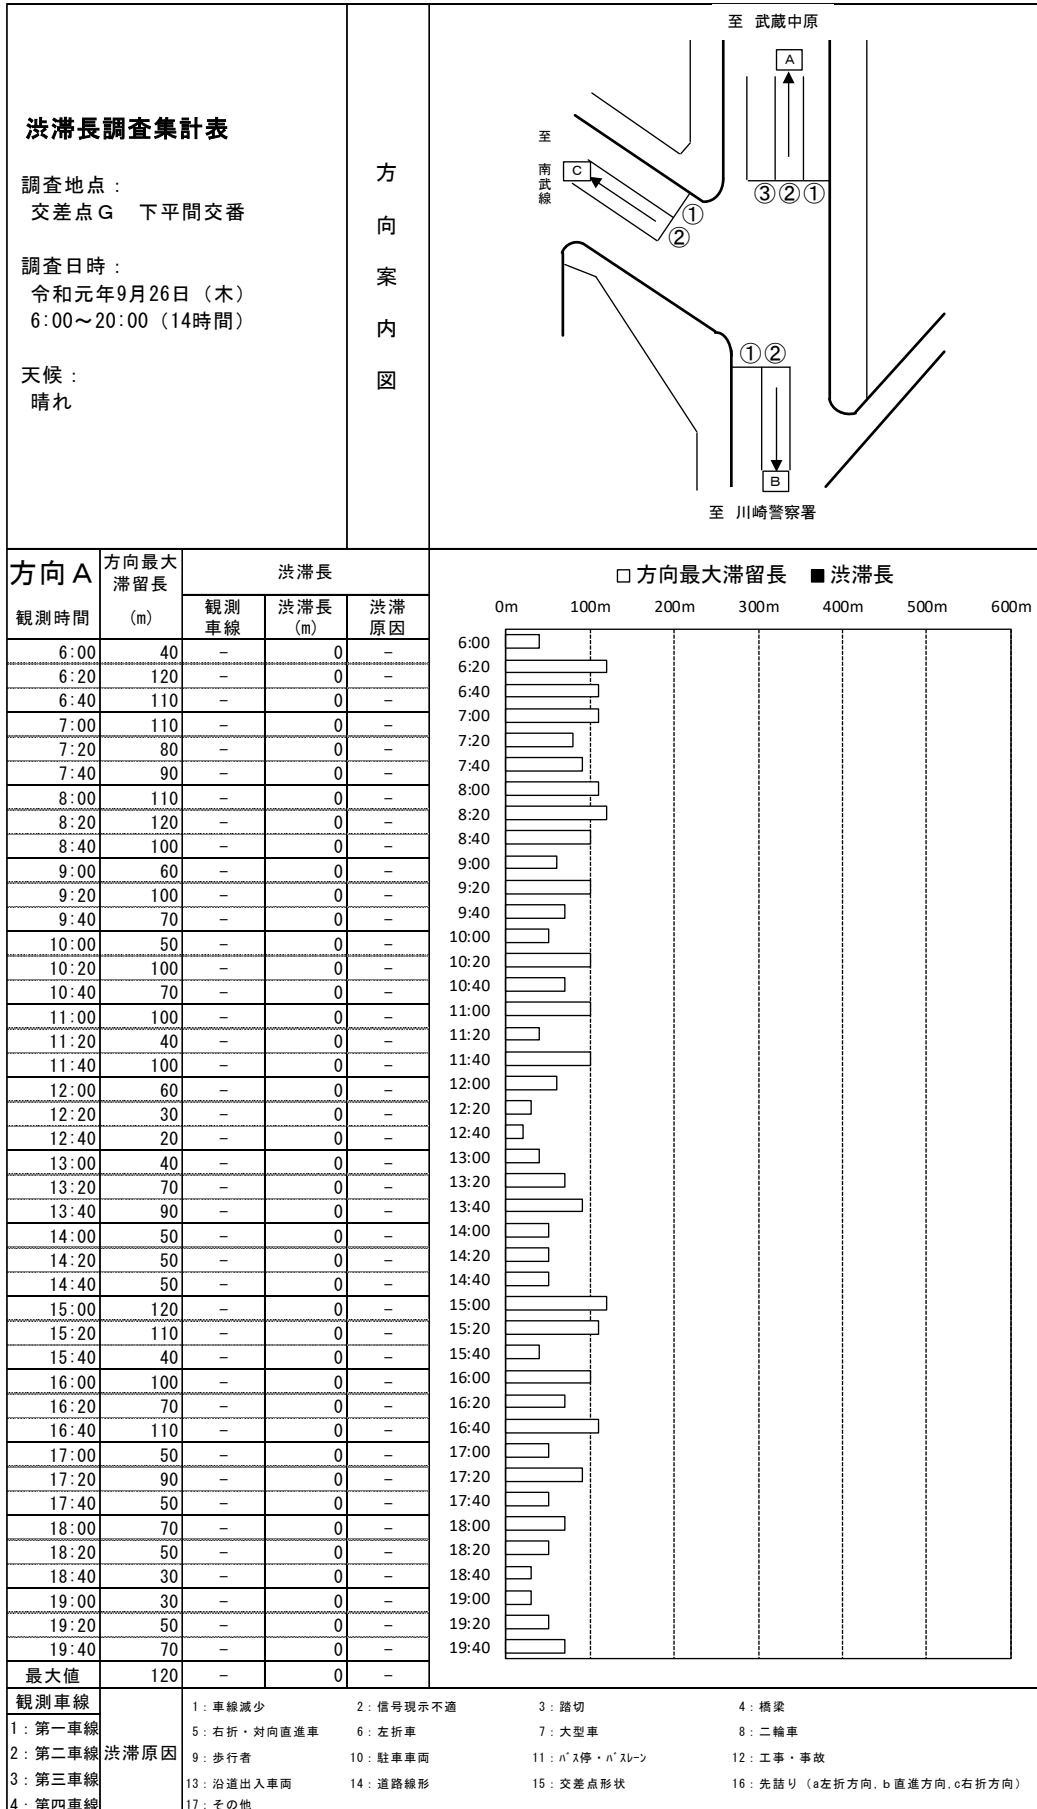 渋滞長調査集計表
調査地点：
交差点G　下平間交番
調査日時：
令和元年9月26日（木）
6:00～20:00（14時間）
天候：
晴れ
方向案内図
至 武蔵中原
A
③②①
至 南武線
C
①
②
①②
B
至 川崎警察署
方向A 方向最大滞留長 渋滞長
観測時間 (m) 観測車線 渋滞長(m) 渋滞原因
6:00 40 － 0 －
6:20 120 － 0 －
6:40 110 － 0 －
7:00 110 － 0 －
7:20 80 － 0 －
7:40 90 － 0 －
8:00 110 － 0 －
8:20 120 － 0 －
8:40 100 － 0 －
9:00 60 － 0 －
9:20 100 － 0 －
9:40 70 － 0 －
10:00 50 － 0 －
10:20 100 － 0 －
10:40 70 － 0 －
11:00 100 － 0 －
11:20 40 － 0 －
11:40 100 － 0 －
12:00 60 － 0 －
12:20 30 － 0 －
12:40 20 － 0 －
13:00 40 － 0 －
13:20 70 － 0 －
13:40 90 － 0 －
14:00 50 － 0 －
14:20 50 － 0 －
14:40 50 － 0 －
15:00 120 － 0 －
15:20 110 － 0 －
15:40 40 － 0 －
16:00 100 － 0 －
16:20 70 － 0 －
16:40 110 － 0 －
17:00 50 － 0 －
17:20 90 － 0 －
17:40 50 － 0 －
18:00 70 － 0 －
18:20 50 － 0 －
18:40 30 － 0 －
19:00 30 － 0 －
19:20 50 － 0 －
19:40 70 － 0 －
最大値 120 － 0 －
□方向最大滞留長 ■渋滞長
0m 100m 200m 300m 400m 500m 600m
6:00
6:20
6:40
7:00
7:20
7:40
8:00
8:20
8:40
9:00
9:20
9:40
10:00
10:20
10:40
11:00
11:20
11:40
12:00
12:20
12:40
13:00
13:20
13:40
14:00
14:20
14:40
15:00
15:20
15:40
16:00
16:20
16:40
17:00
17:20
17:40
18:00
18:20
18:40
19:00
19:20
19:40
観測車線
1：第一車線
2：第二車線
3：第三車線
4：第四車線
渋滞原因
1：車線減少 2：信号現示不適 3：踏切 4：橋梁
5：右折・対向直進車 6：左折車 7：大型車 8：二輪車
9：歩行者 10：駐車車両 11：ﾊﾞｽ停・ﾊﾞｽﾚｰﾝ 12：工事・事故
13：沿道出入車両 14：道路線形 15：交差点形状 16：先詰り（a左折方向,ｂ直進方向,c右折方向）
17：その他